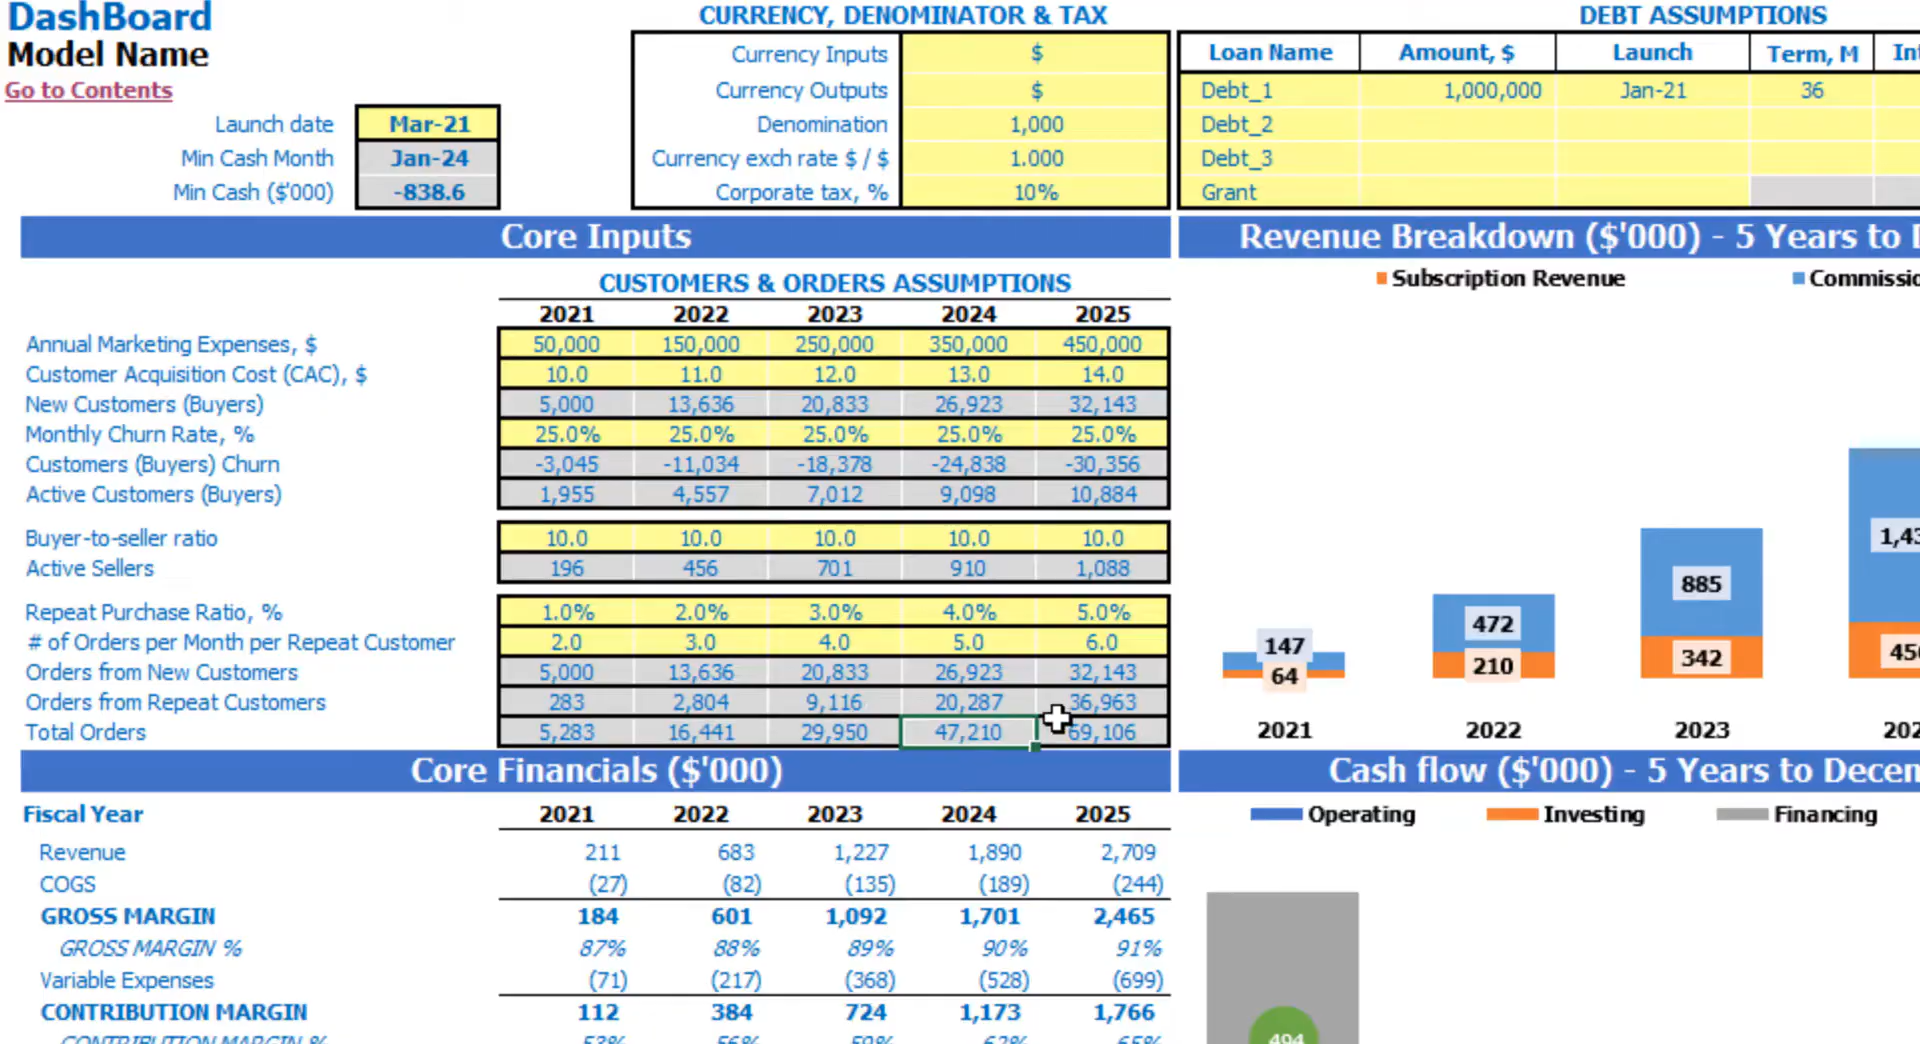 DashBoard
Model Name
Go to Contents
Launch date Mar-21
Min Cash Month Jan-24
Min Cash ($'000) -838.6
CURRENCY, DENOMINATOR & TAX
Currency Inputs $
Currency Outputs $
Denomination 1,000
Currency exch rate $ / $ 1.000
Corporate tax, % 10%
DEBT ASSUMPTIONS
Loan Name Amount, $ Launch Term, M
Debt_1 1,000,000 Jan-21 36
Debt_2
Debt_3
Grant
Core Inputs
CUSTOMERS & ORDERS ASSUMPTIONS
2021 2022 2023 2024 2025
Annual Marketing Expenses, $ 50,000 150,000 250,000 350,000 450,000
Customer Acquisition Cost (CAC), $ 10.0 11.0 12.0 13.0 14.0
New Customers (Buyers) 5,000 13,636 20,833 26,923 32,143
Monthly Churn Rate, % 25.0% 25.0% 25.0% 25.0% 25.0%
Customers (Buyers) Churn -3,045 -11,034 -18,378 -24,838 -30,356
Active Customers (Buyers) 1,955 4,557 7,012 9,098 10,884
Buyer-to-seller ratio 10.0 10.0 10.0 10.0 10.0
Active Sellers 196 456 701 910 1,088
Repeat Purchase Ratio, % 1.0% 2.0% 3.0% 4.0% 5.0%
# of Orders per Month per Repeat Customer 2.0 3.0 4.0 5.0 6.0
Orders from New Customers 5,000 13,636 20,833 26,923 32,143
Orders from Repeat Customers 283 2,804 9,116 20,287 36,963
Total Orders 5,283 16,441 29,950 47,210 69,106
Revenue Breakdown ($'000) - 5 Years to
Subscription Revenue
147 472 885
64 210 342
2021 2022 2023
Core Financials ($'000)
Fiscal Year 2021 2022 2023 2024 2025
Revenue 211 683 1,227 1,890 2,709
COGS (27) (82) (135) (189) (244)
GROSS MARGIN 184 601 1,092 1,701 2,465
GROSS MARGIN % 87% 88% 89% 90% 91%
Variable Expenses (71) (217) (368) (528) (699)
CONTRIBUTION MARGIN 112 384 724 1,173 1,766
CONTRIBUTION MARGIN %
Cash flow ($'000) - 5 Years to
Operating Investing Financing
494